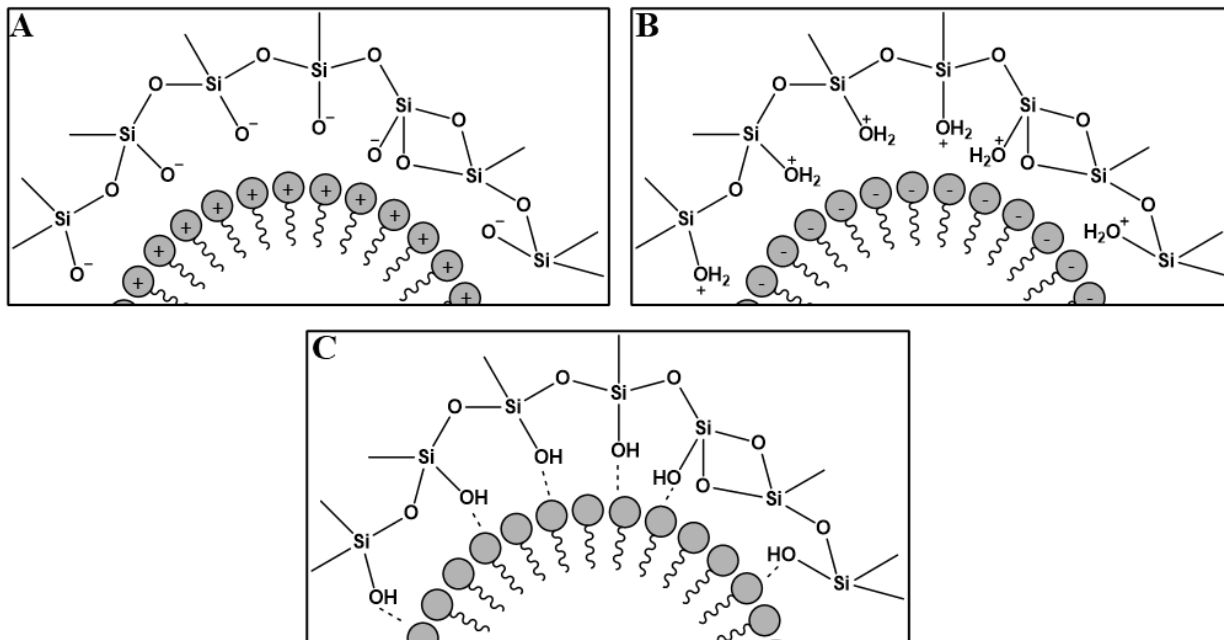 A
O Si O
O Si
Si O
O⁻ O⁻
Si
O⁻ O
O⁻ Si
O O
Si O⁻
Si
O⁻
+ + + + + + + + + + + +
B
O Si O
O Si
Si O
OH₂⁺ OH₂⁺
Si
H₂O⁺ O
OH₂⁺ Si
O O
Si H₂O⁺
Si
OH₂⁺
- - - - - - - - - - -
C
O Si O
O Si
Si O
OH OH
Si
HO O
OH Si
O O
Si HO
Si
OH